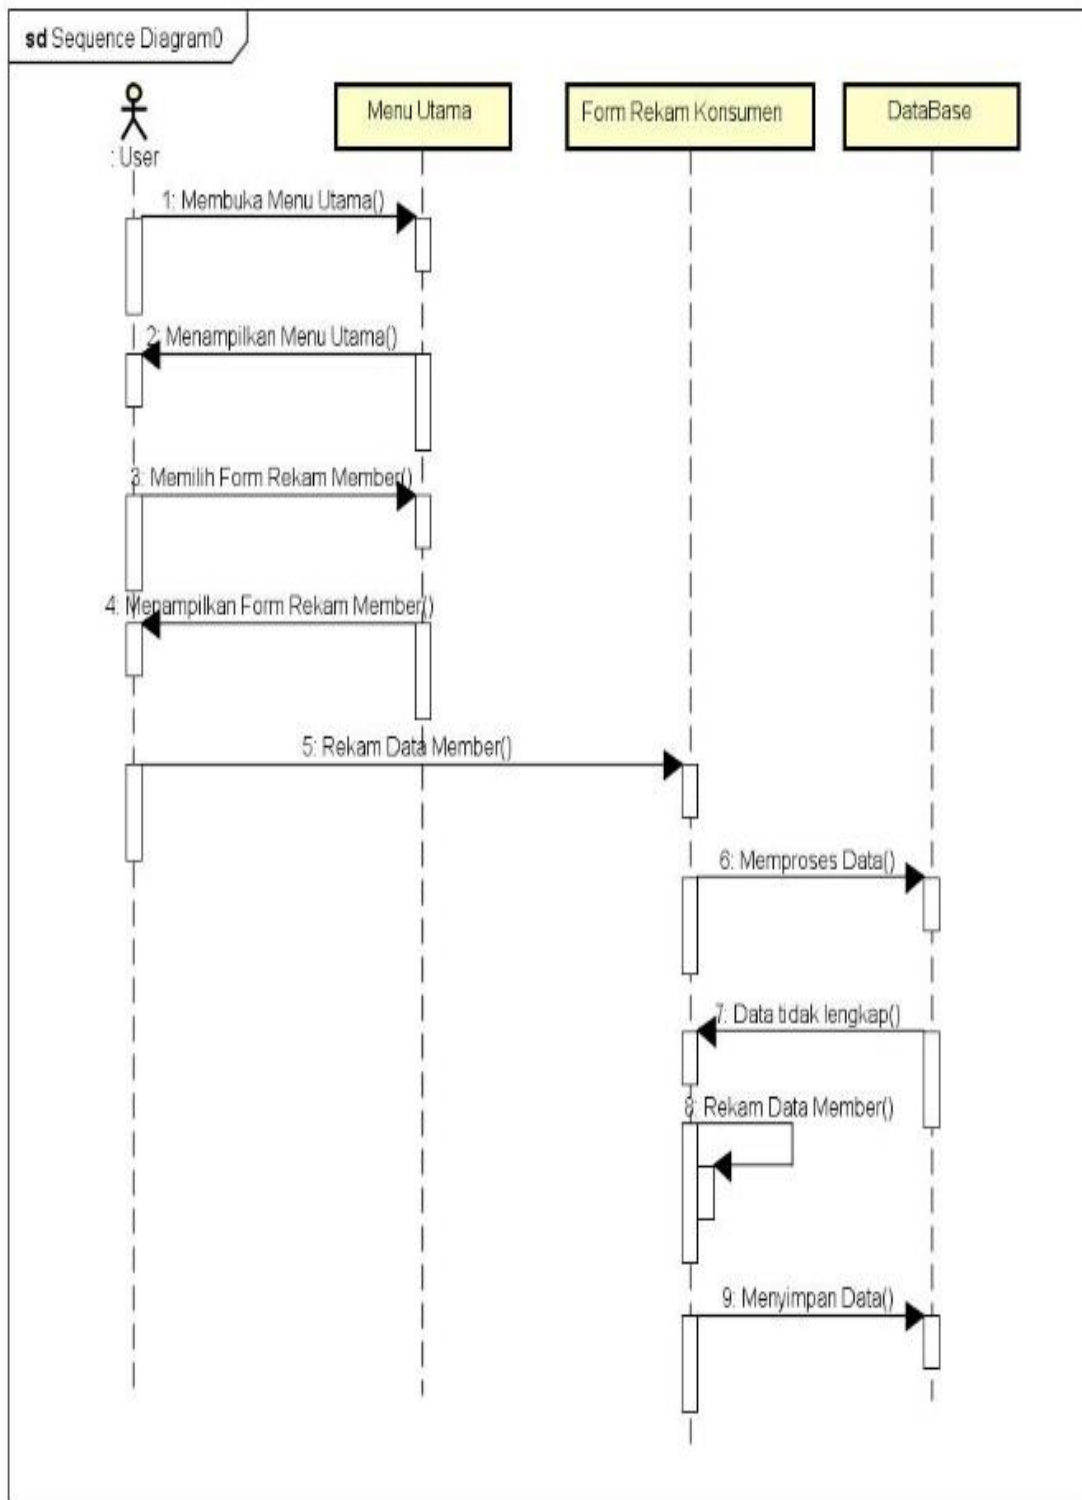 sd Sequence Diagram0
: User
Menu Utama
Form Rekam Konsumen
DataBase
1: Membuka Menu Utama()
2: Menampilkan Menu Utama()
3: Memilih Form Rekam Member()
4: Menampilkan Form Rekam Member()
5: Rekam Data Member()
6: Memproses Data()
7: Data tidak lengkap()
8: Rekam Data Member()
9: Menyimpan Data()